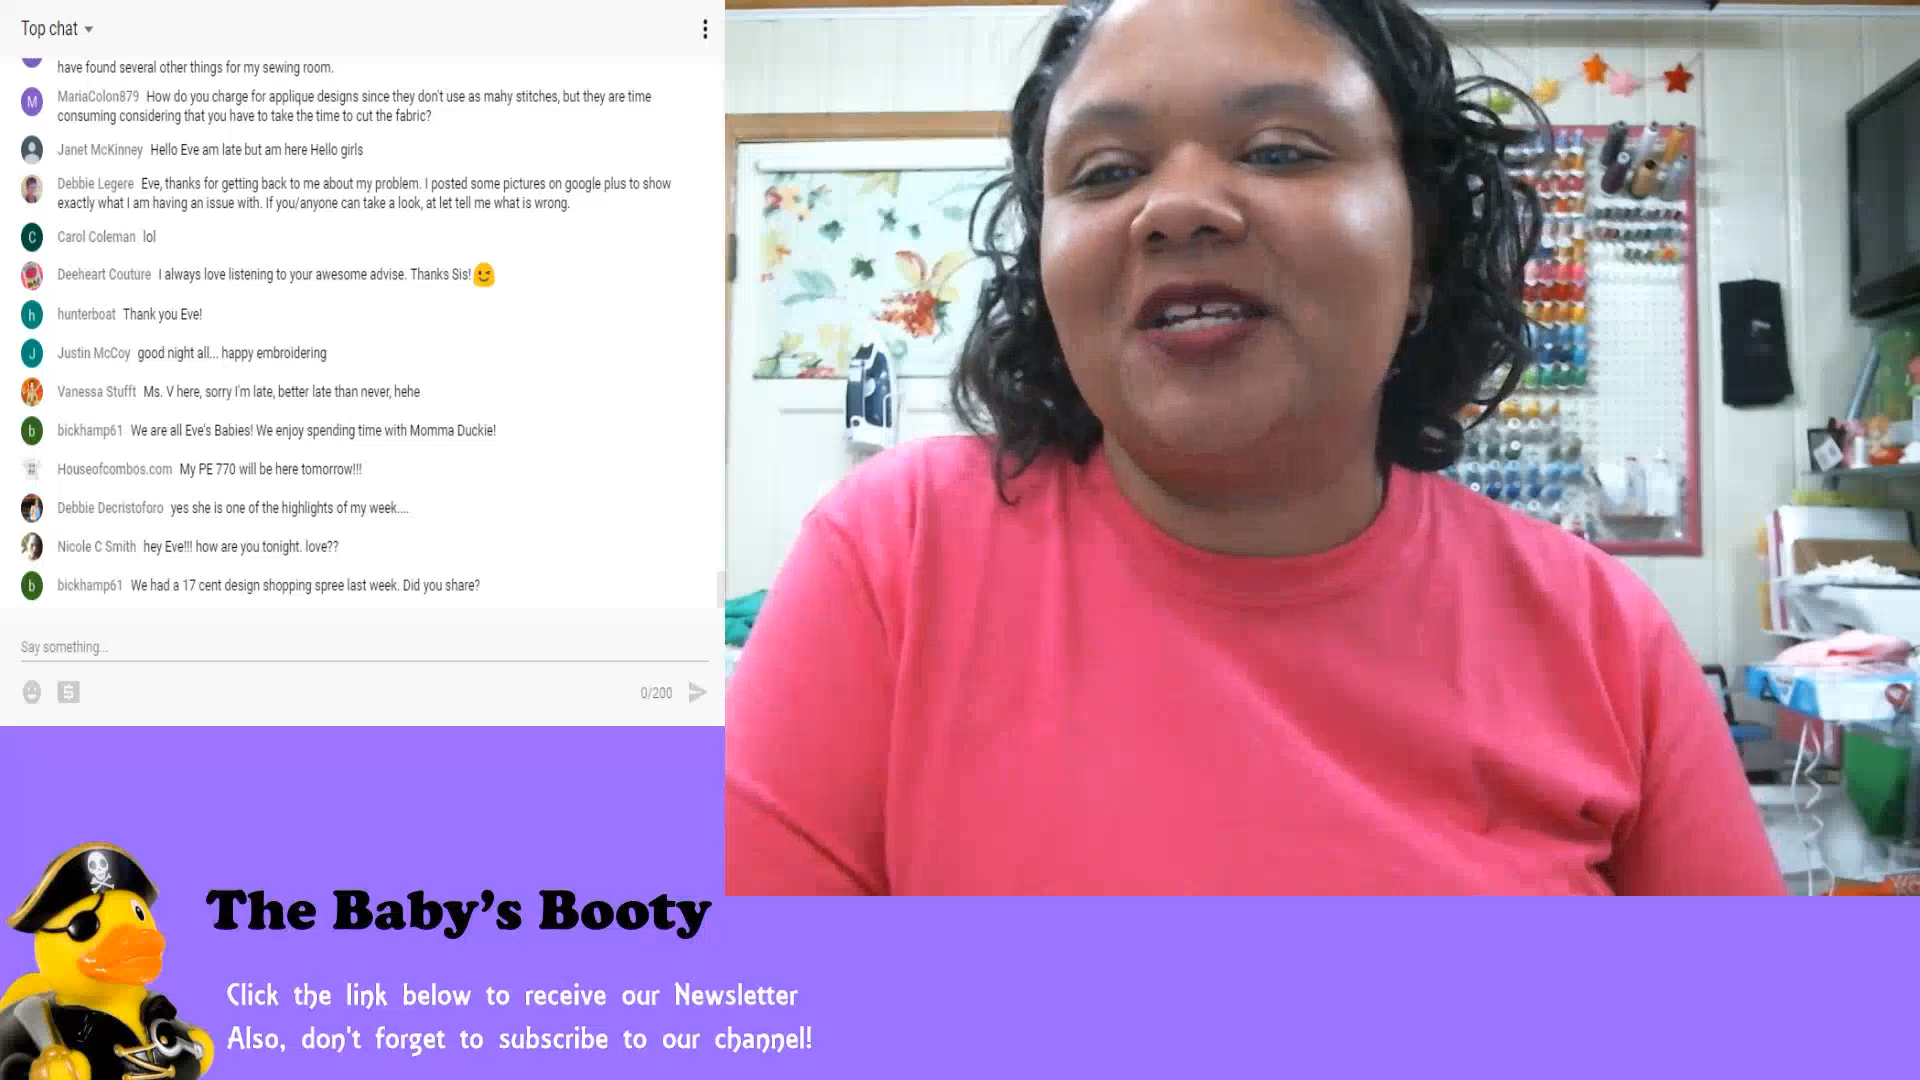 Top chat
have found several other things for my sewing room.
M MariaColon879 How do you charge for applique designs since they don't use as mahy stitches, but they are time
consuming considering that you have to take the time to cut the fabric?
Janet McKinney Hello Eve am late but am here Hello girls
Debbie Legere Eve, thanks for getting back to me about my problem. I posted some pictures on google plus to show
exactly what I am having an issue with. If you/anyone can take a look, at let tell me what is wrong.
C Carol Coleman lol
Deeheart Couture I always love listening to your awesome advise. Thanks Sis!
h hunterboat Thank you Eve!
J Justin McCoy good night all... happy embroidering
Vanessa Stufft Ms. V here, sorry I'm late, better late than never, hehe
b bickhamp61 We are all Eve's Babies! We enjoy spending time with Momma Duckie!
Houseofcombos.com My PE 770 will be here tomorrow!!!
Debbie Decristoforo yes she is one of the highlights of my week....
Nicole C Smith hey Eve!!! how are you tonight. love??
b bickhamp61 We had a 17 cent design shopping spree last week. Did you share?
Say something...
0/200
The Baby's Booty
Click the link below to receive our Newsletter
Also, don't forget to subscribe to our channel!